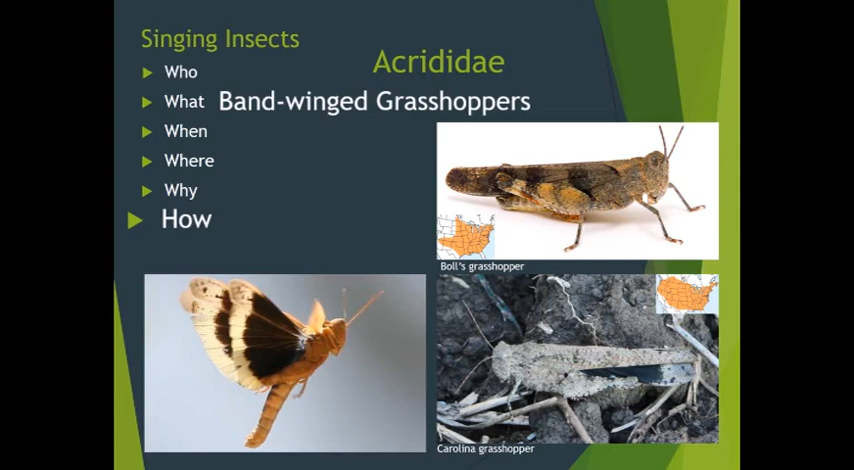 Singing Insects
Acrididae
Who
What
Band-winged Grasshoppers
When
Where
Why
How
Boll's grasshopper
Carolina grasshopper